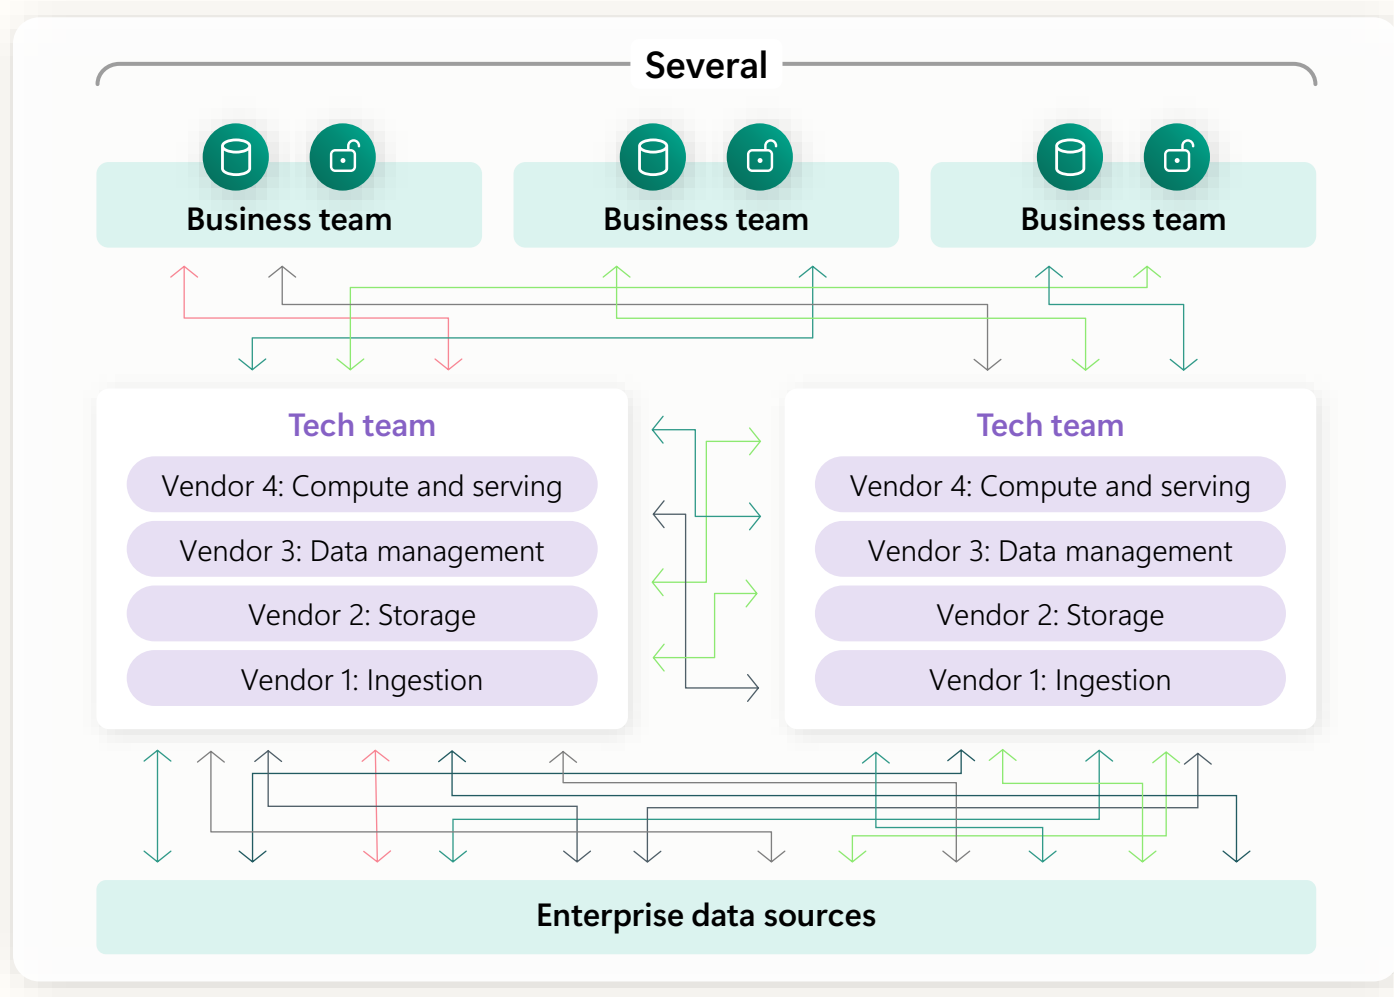 Several
Business team
Business team
Business team
Tech team
Vendor 4: Compute and serving
Vendor 3: Data management
Vendor 2: Storage
Vendor 1: Ingestion
Tech team
Vendor 4: Compute and serving
Vendor 3: Data management
Vendor 2: Storage
Vendor 1: Ingestion
Enterprise data sources